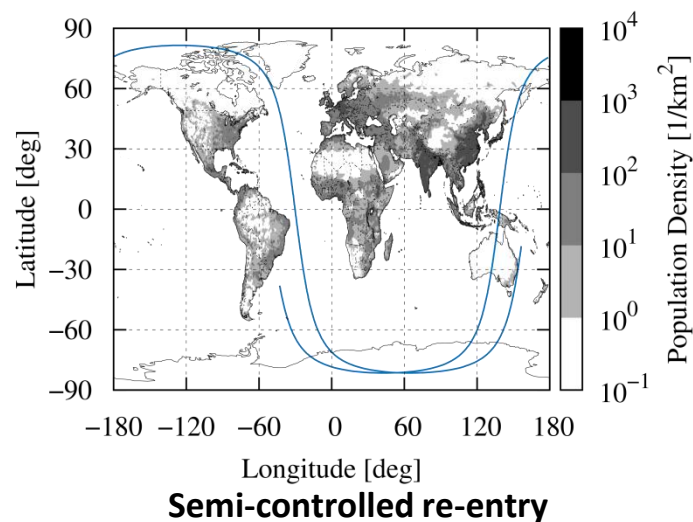 90
60
30
0
−30
−60
−90
Latitude [deg]
−180 −120 −60 0 60 120 180
Longitude [deg]
10^4
10^3
10^2
10^1
10^0
10^−1
Population Density [1/km^2]
Semi-controlled re-entry